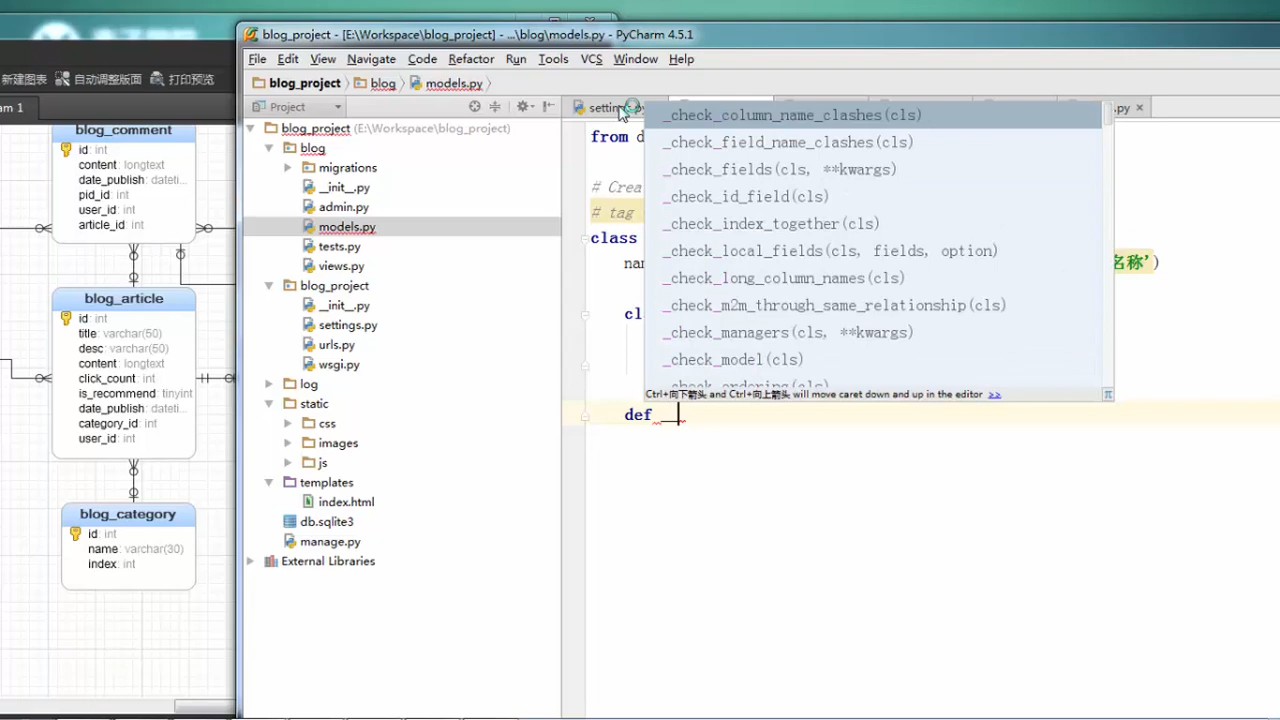 blog_project - [E:\Workspace\blog_project] - ...\blog\models.py - PyCharm 4.5.1
File Edit View Navigate Code Refactor Run Tools VCS Window Help
新建图表 自动调整版面 打印预览
blog_project blog models.py
am 1
Project
.py
blog_comment
id: int
content: longtext
date_publish: dateti...
pid_id: int
user_id: int
article_id: int
blog_article
id: int
title: varchar(50)
desc: varchar(50)
content: longtext
click_count: int
is_recommend: tinyint
date_publish: dateti...
category_id: int
user_id: int
blog_category
id: int
name: varchar(30)
index: int
blog_project (E:\Workspace\blog_project)
blog
migrations
__init__.py
admin.py
models.py
tests.py
views.py
blog_project
__init__.py
settings.py
urls.py
wsgi.py
log
static
css
images
js
templates
index.html
db.sqlite3
manage.py
External Libraries
from d
# Crea
# tag
class
nam
名称')
cl
def __
_check_column_name_clashes(cls)
_check_field_name_clashes(cls)
_check_fields(cls, **kwargs)
_check_id_field(cls)
_check_index_together(cls)
_check_local_fields(cls, fields, option)
_check_long_column_names(cls)
_check_m2m_through_same_relationship(cls)
_check_managers(cls, **kwargs)
_check_model(cls)
_check_ordering(cls)
Ctrl+向下箭头 and Ctrl+向上箭头 will move caret down and up in the editor >>
π